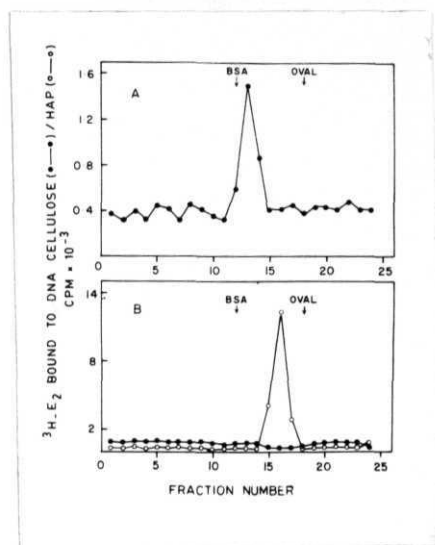 ³H-E₂ BOUND TO DNA CELLULOSE (●—●) / HAP (○—○)
CPM × 10⁻³
A
BSA
OVAL
1·6
1·2
0·8
0·4
0 5 10 15 20 25
B
BSA
OVAL
14
8
2
0 5 10 15 20 25
FRACTION NUMBER